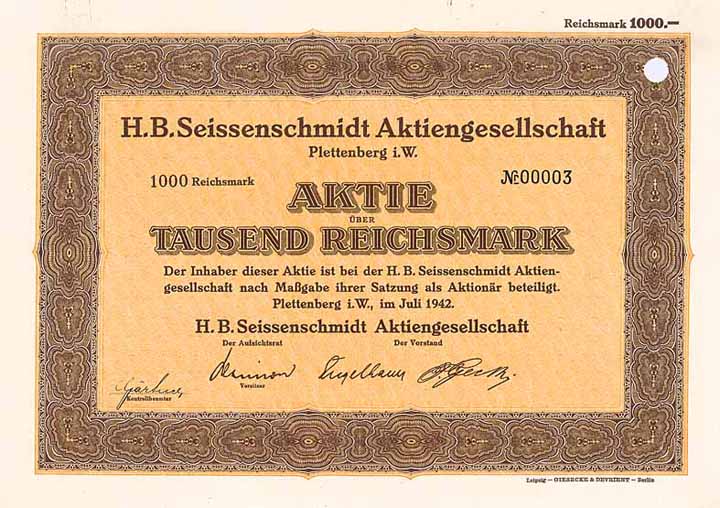 Reichsmark 1000.—
H.B.Seissenschmidt Aktiengesellschaft
Plettenberg i.W.
1000 Reichsmark
№00003
AKTIE
ÜBER
TAUSEND REICHSMARK
Der Inhaber dieser Aktie ist bei der H. B. Seissenschmidt Aktien-
gesellschaft nach Maßgabe ihrer Satzung als Aktionär beteiligt.
Plettenberg i.W., im Juli 1942.
H. B. Seissenschmidt Aktiengesellschaft
Der Aufsichtsrat Der Vorstand
Vorsitzer
Kontrollbeamter
Leipzig — GIESECKE & DEVRIENT — Berlin